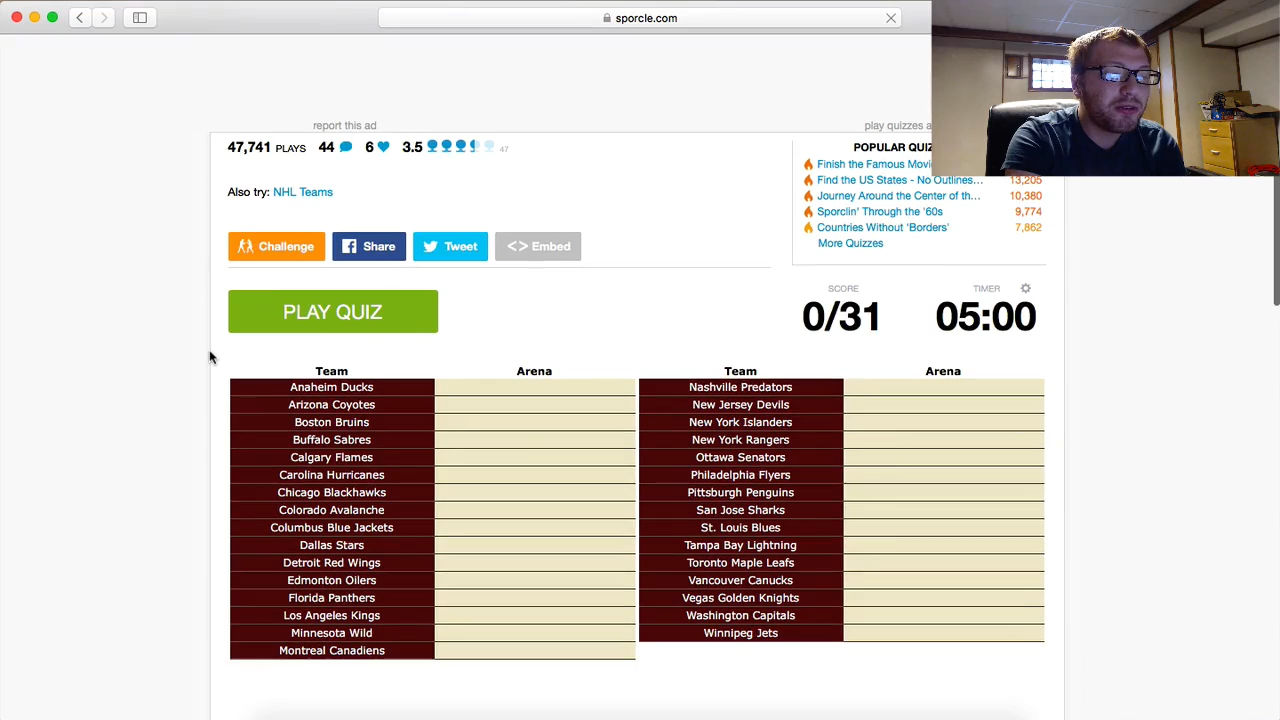 sporcle.com
report this ad
play quizzes a
47,741 PLAYS 44 6 3.5 47
Also try: NHL Teams
POPULAR QUIZ
Finish the Famous Movi
Find the US States - No Outlines... 13,205
Journey Around the Center of th... 10,380
Sporclin' Through the '60s 9,774
Countries Without 'Borders' 7,862
More Quizzes
Challenge Share Tweet <> Embed
PLAY QUIZ
SCORE TIMER
0/31 05:00
Team Arena Team Arena
Anaheim Ducks Nashville Predators
Arizona Coyotes New Jersey Devils
Boston Bruins New York Islanders
Buffalo Sabres New York Rangers
Calgary Flames Ottawa Senators
Carolina Hurricanes Philadelphia Flyers
Chicago Blackhawks Pittsburgh Penguins
Colorado Avalanche San Jose Sharks
Columbus Blue Jackets St. Louis Blues
Dallas Stars Tampa Bay Lightning
Detroit Red Wings Toronto Maple Leafs
Edmonton Oilers Vancouver Canucks
Florida Panthers Vegas Golden Knights
Los Angeles Kings Washington Capitals
Minnesota Wild Winnipeg Jets
Montreal Canadiens